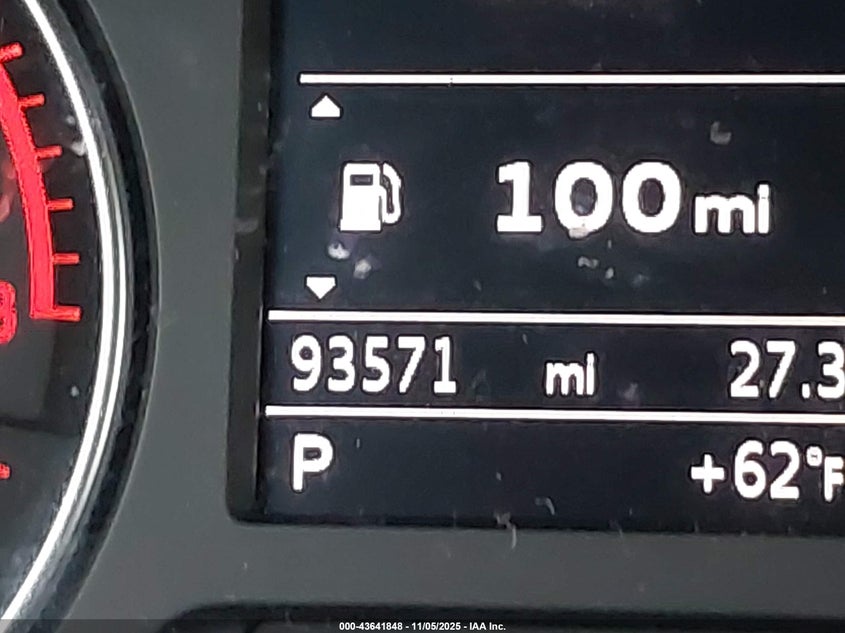 100 mi
93571 mi 27.3
P +62°F
000-43641848 - 11/05/2025 - IAA Inc.